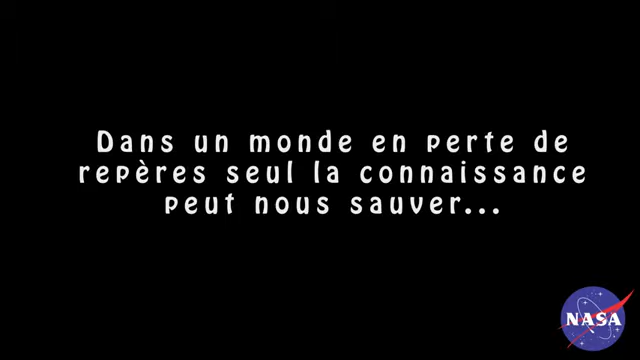 Dans un monde en perte de
repères seul la connaissance
peut nous sauver...
NASA